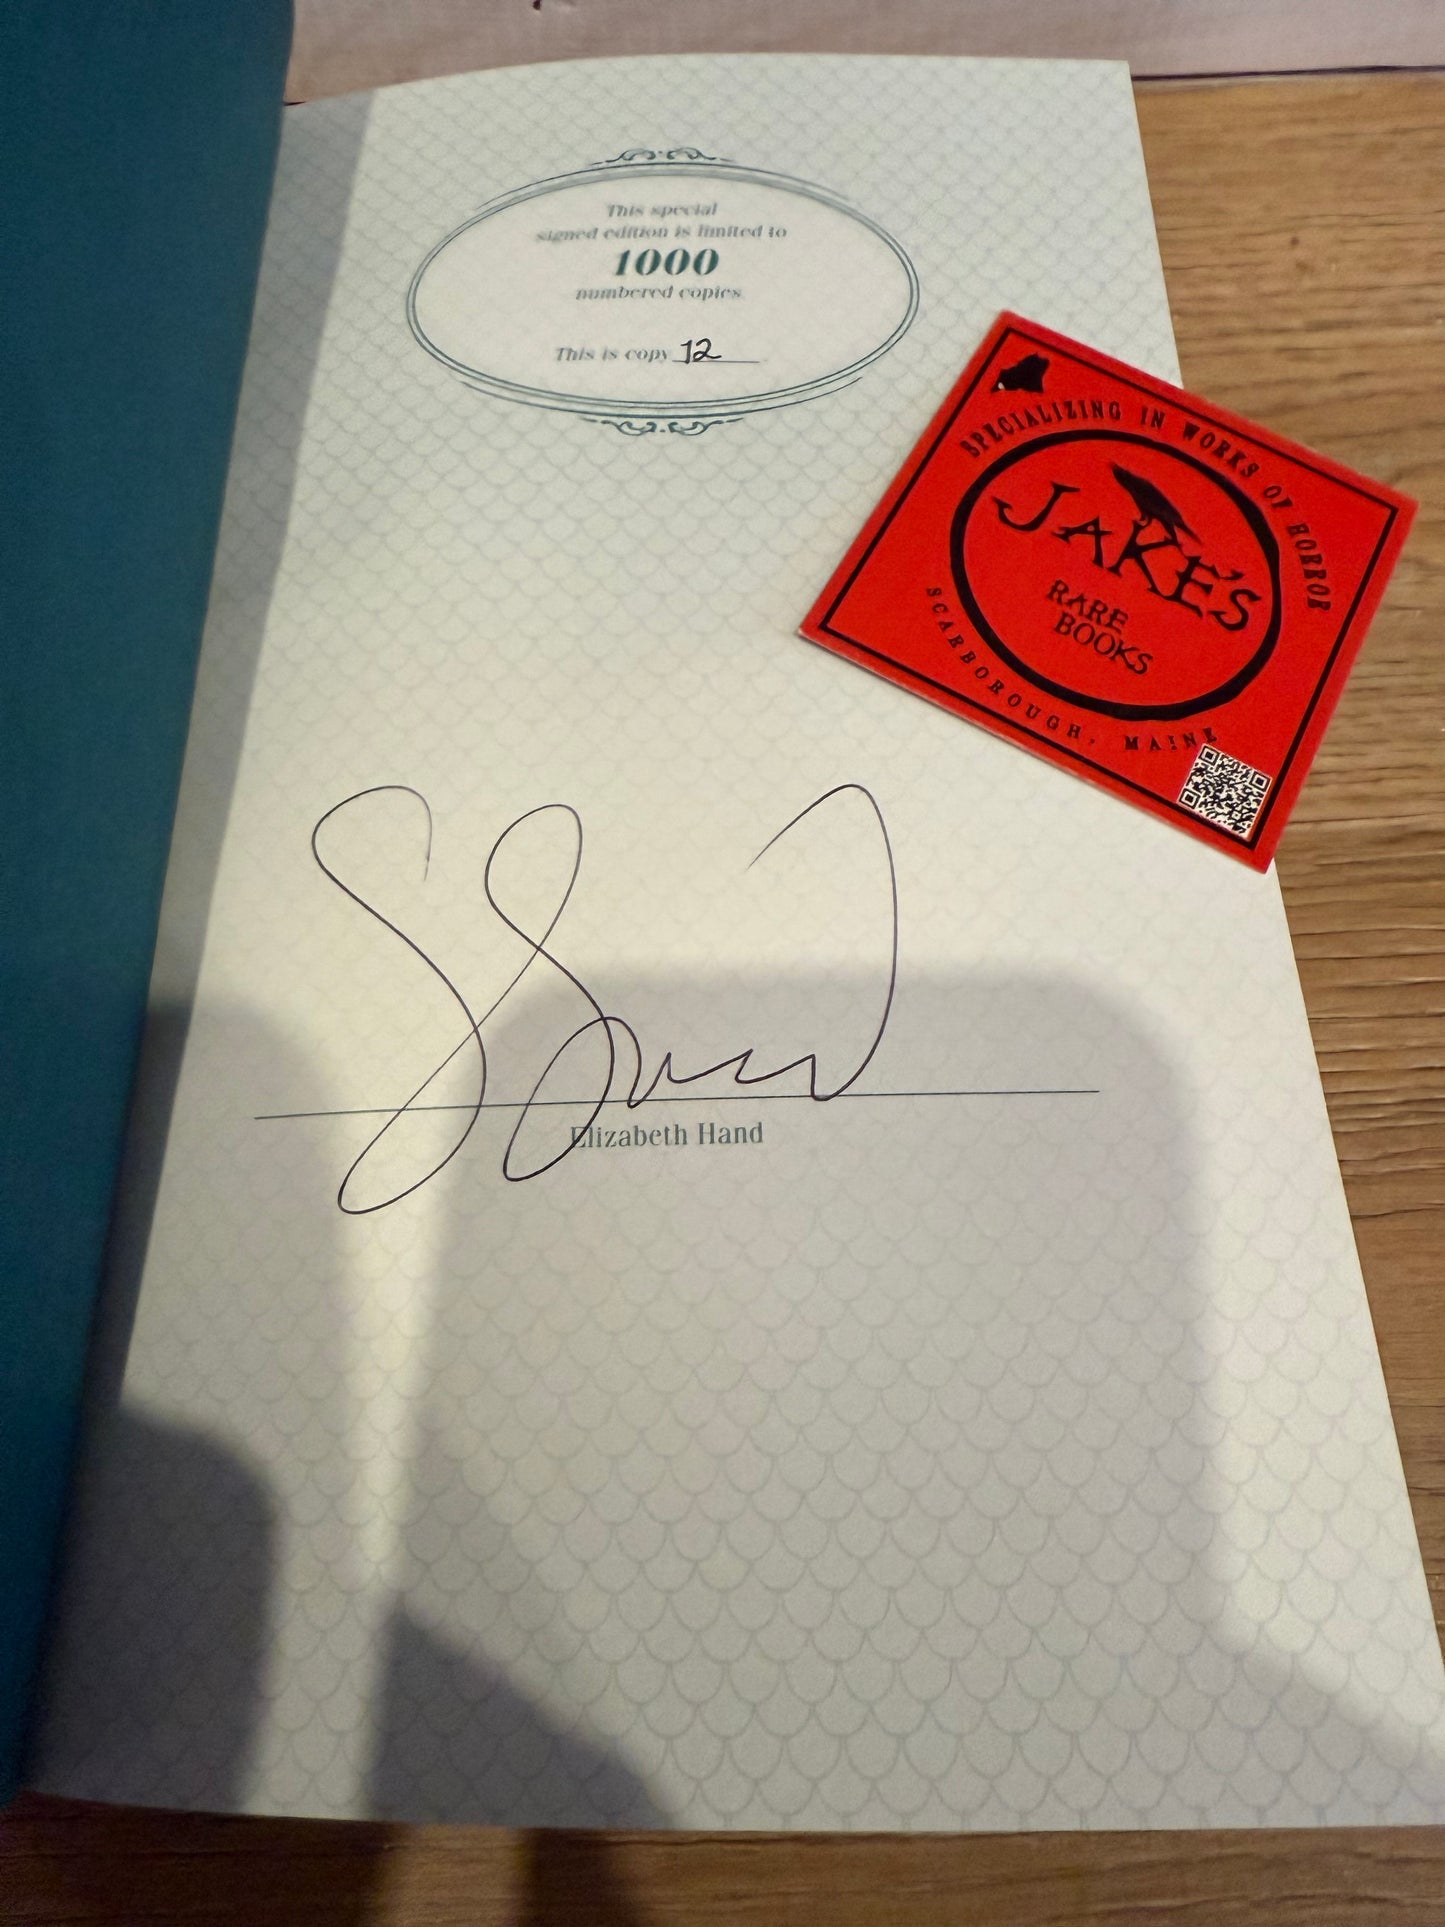 This special
signed edition is limited to
1000
numbered copies
This is copy 12
SPECIALIZING IN WORKS OF HORROR
JAKE'S
RARE
BOOKS
SCARBOROUGH, MAINE
Elizabeth Hand